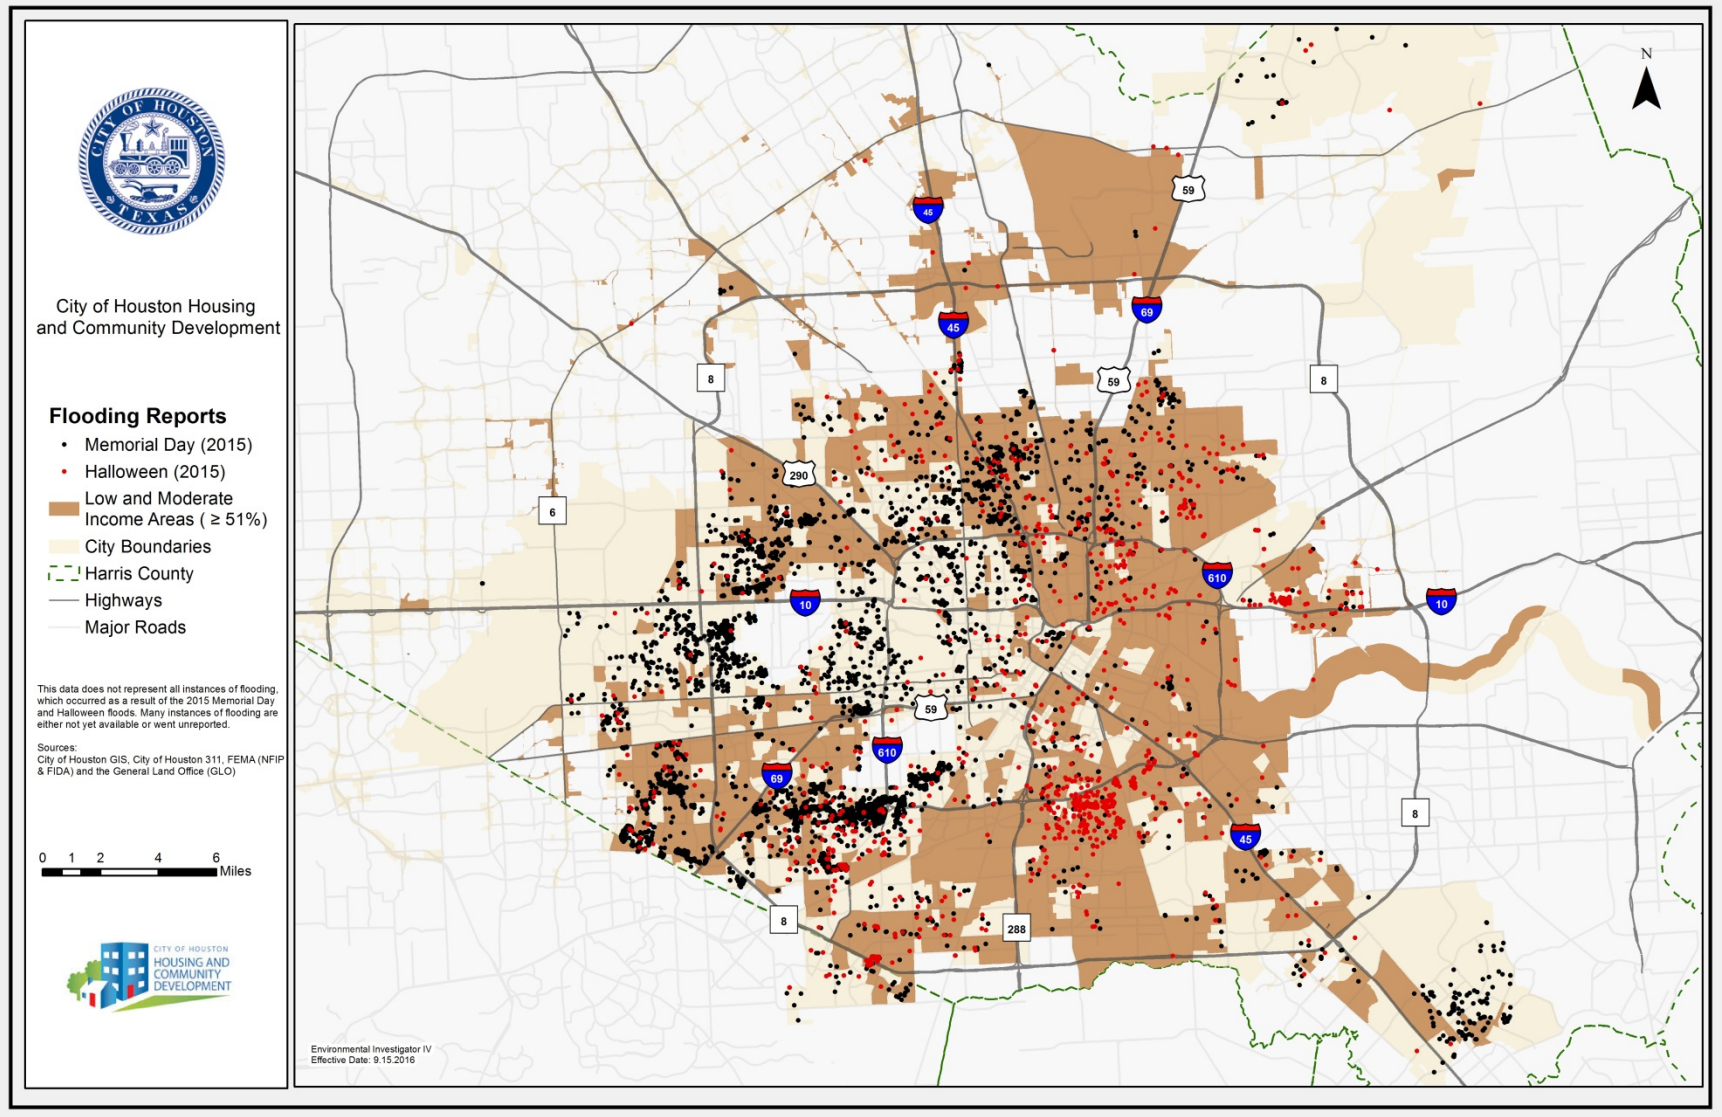 CITY OF HOUSTON
TEXAS
City of Houston Housing
and Community Development
Flooding Reports
Memorial Day (2015)
Halloween (2015)
Low and Moderate
Income Areas ( ≥ 51%)
City Boundaries
Harris County
Highways
Major Roads
This data does not represent all instances of flooding,
which occurred as a result of the 2015 Memorial Day
and Halloween floods. Many instances of flooding are
either not yet available or went unreported.
Sources:
City of Houston GIS, City of Houston 311, FEMA (NFIP
& FIDA) and the General Land Office (GLO)
0 1 2 4 6
Miles
CITY OF HOUSTON
HOUSING AND
COMMUNITY
DEVELOPMENT
N
59
45
69
45
8
59
8
290
6
610
10
10
59
610
69
8
45
8
288
Environmental Investigator IV
Effective Date: 9.15.2016